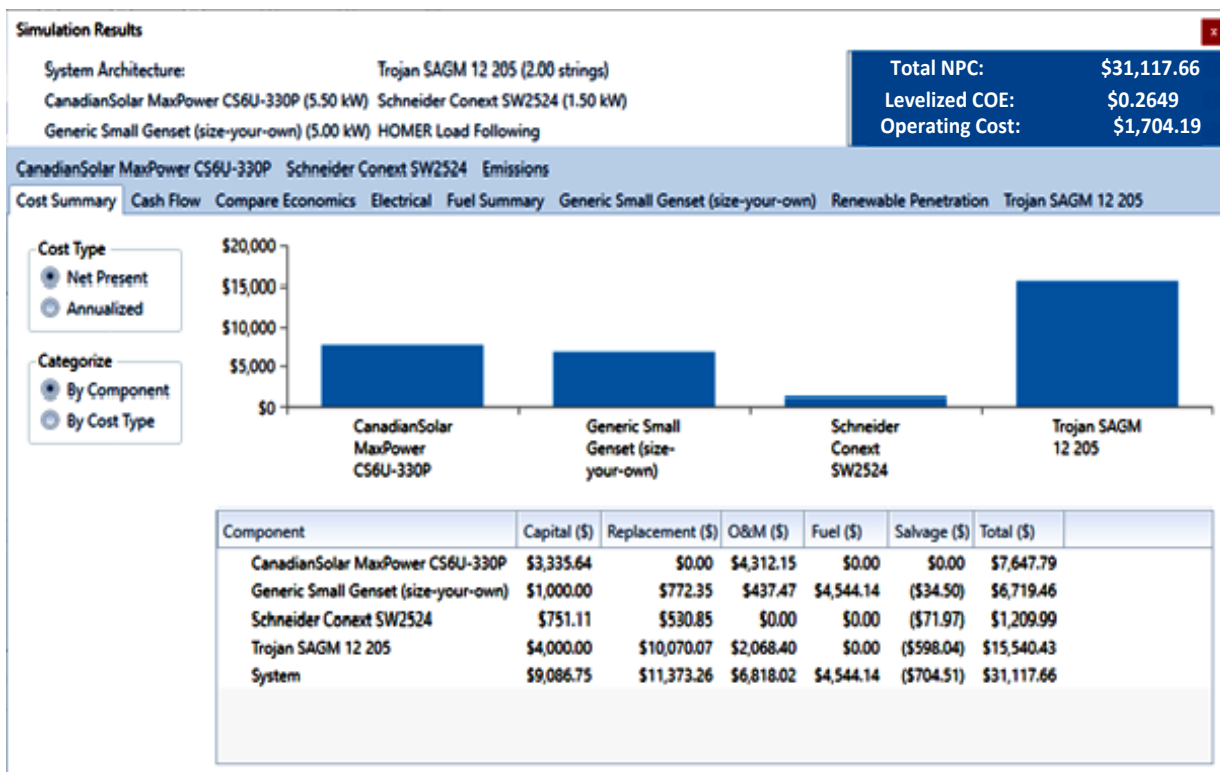 Simulation Results
x
System Architecture: Trojan SAGM 12 205 (2.00 strings)
CanadianSolar MaxPower CS6U-330P (5.50 kW) Schneider Conext SW2524 (1.50 kW)
Generic Small Genset (size-your-own) (5.00 kW) HOMER Load Following
Total NPC: $31,117.66
Levelized COE: $0.2649
Operating Cost: $1,704.19
CanadianSolar MaxPower CS6U-330P Schneider Conext SW2524 Emissions
Cost Summary Cash Flow Compare Economics Electrical Fuel Summary Generic Small Genset (size-your-own) Renewable Penetration Trojan SAGM 12 205
Cost Type
Net Present
Annualized
Categorize
By Component
By Cost Type
$20,000
$15,000
$10,000
$5,000
$0
CanadianSolar
MaxPower
CS6U-330P
Generic Small
Genset (size-
your-own)
Schneider
Conext
SW2524
Trojan SAGM
12 205
Component Capital ($) Replacement ($) O&M ($) Fuel ($) Salvage ($) Total ($)
CanadianSolar MaxPower CS6U-330P $3,335.64 $0.00 $4,312.15 $0.00 $0.00 $7,647.79
Generic Small Genset (size-your-own) $1,000.00 $772.35 $437.47 $4,544.14 ($34.50) $6,719.46
Schneider Conext SW2524 $751.11 $530.85 $0.00 $0.00 ($71.97) $1,209.99
Trojan SAGM 12 205 $4,000.00 $10,070.07 $2,068.40 $0.00 ($598.04) $15,540.43
System $9,086.75 $11,373.26 $6,818.02 $4,544.14 ($704.51) $31,117.66